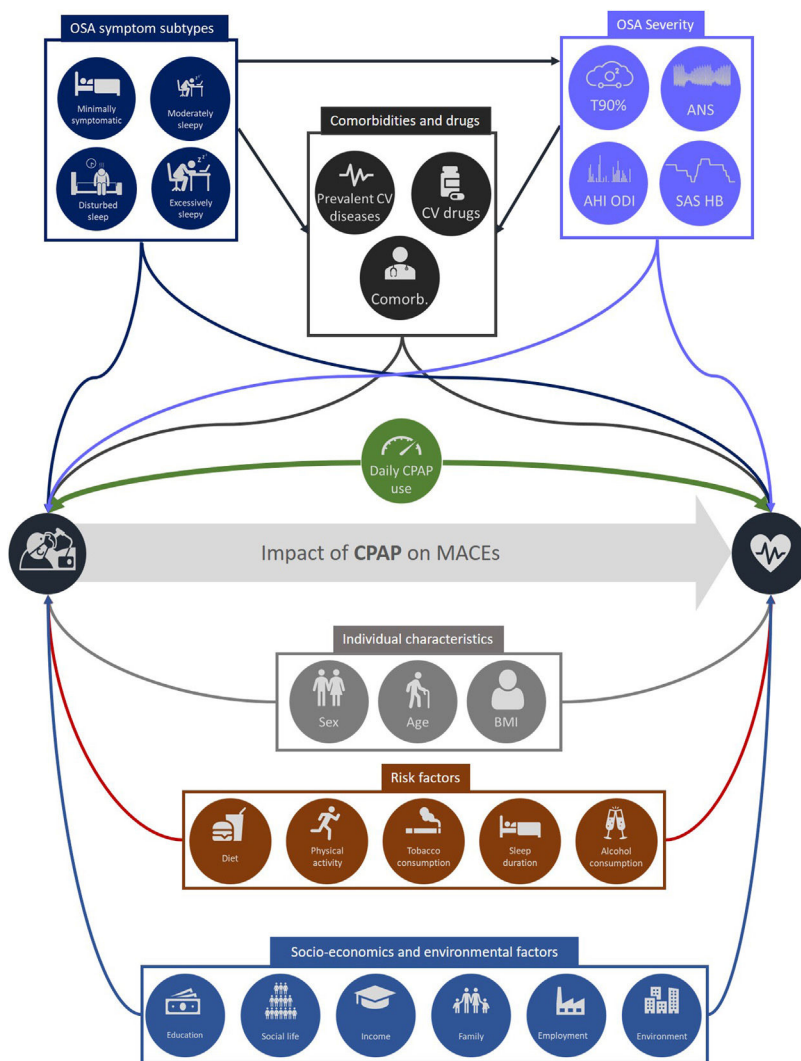 OSA symptom subtypes
OSA Severity
Minimally
symptomatic
Moderately
sleepy
Disturbed
sleep
Excessively
sleepy
z z z'
Comorbidities and drugs
Prevalent CV
diseases
CV drugs
Comorb.
O²
T90%
ANS
AHI ODI
SAS HB
Daily CPAP
use
Impact of CPAP on MACEs
Individual characteristics
Sex
Age
BMI
Risk factors
Diet
Physical
activity
Tobacco
consumption
Sleep
duration
Alcohol
consumption
Socio-economics and environmental factors
Education
Social life
Income
Family
Employment
Environment